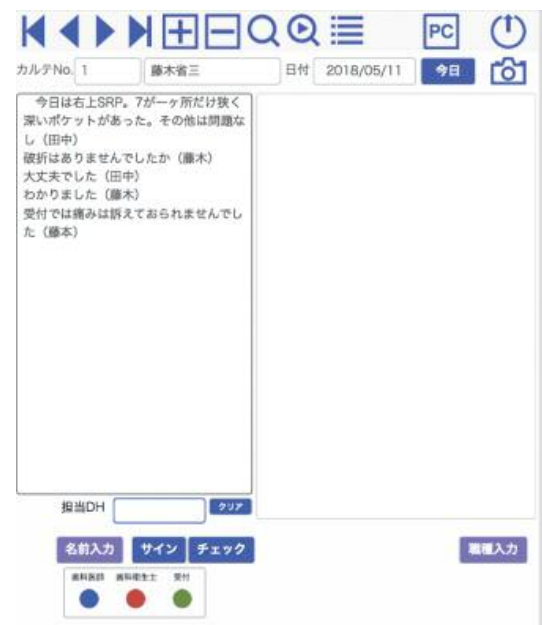 PC
カルテNo. 1 藤木省三 日付 2018/05/11 今日
今日は右上SRP。7が一ヶ所だけ狭く
深いポケットがあった。その他は問題な
し（田中）
破折はありませんでしたか（藤木）
大丈夫でした（田中）
わかりました（藤木）
受付では痛みは訴えておられませんでし
た（藤本）
担当DH クリア
名前入力 サイン チェック 職種入力
歯科医師 歯科衛生士 受付